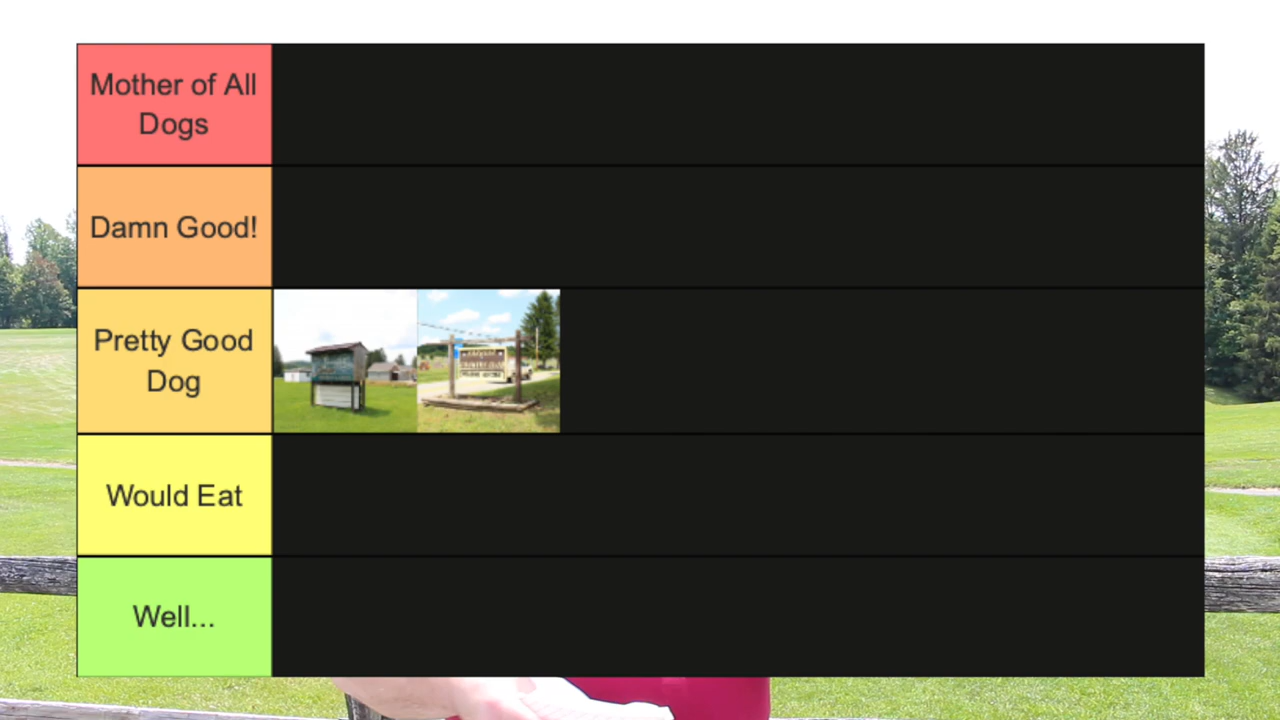 Mother of All
Dogs
Damn Good!
Pretty Good
Dog
Would Eat
Well...